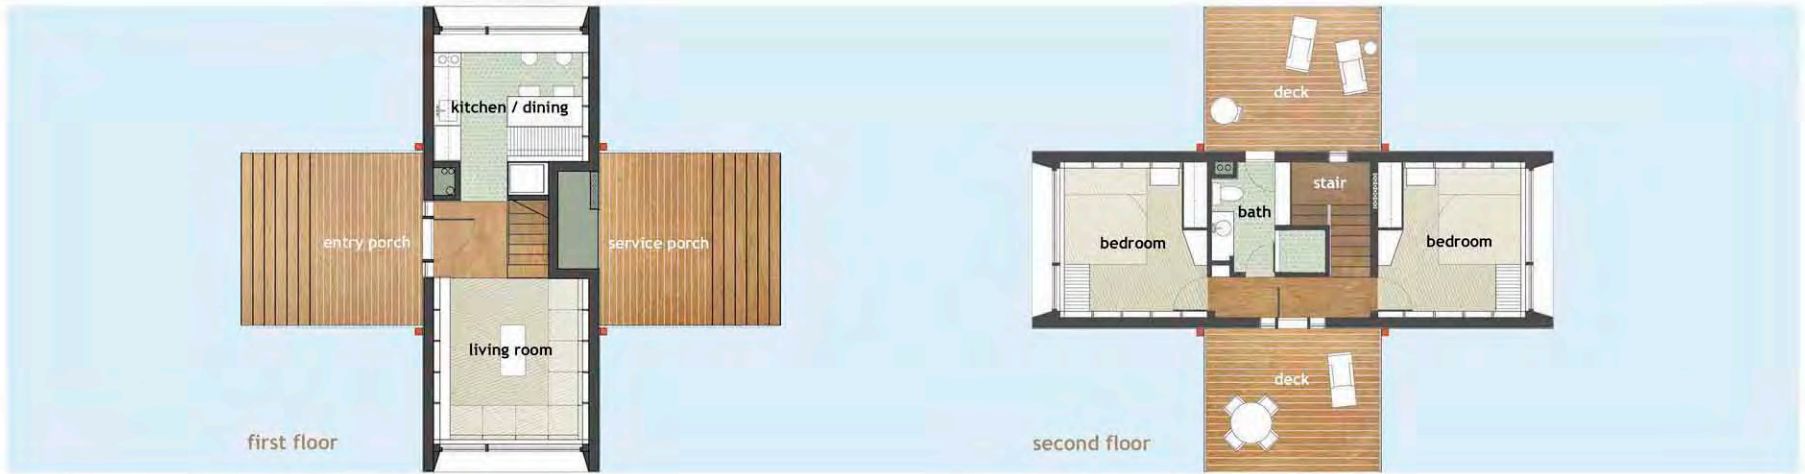 kitchen / dining
entry porch
service porch
living room
first floor
deck
stair
bath
bedroom
bedroom
deck
second floor